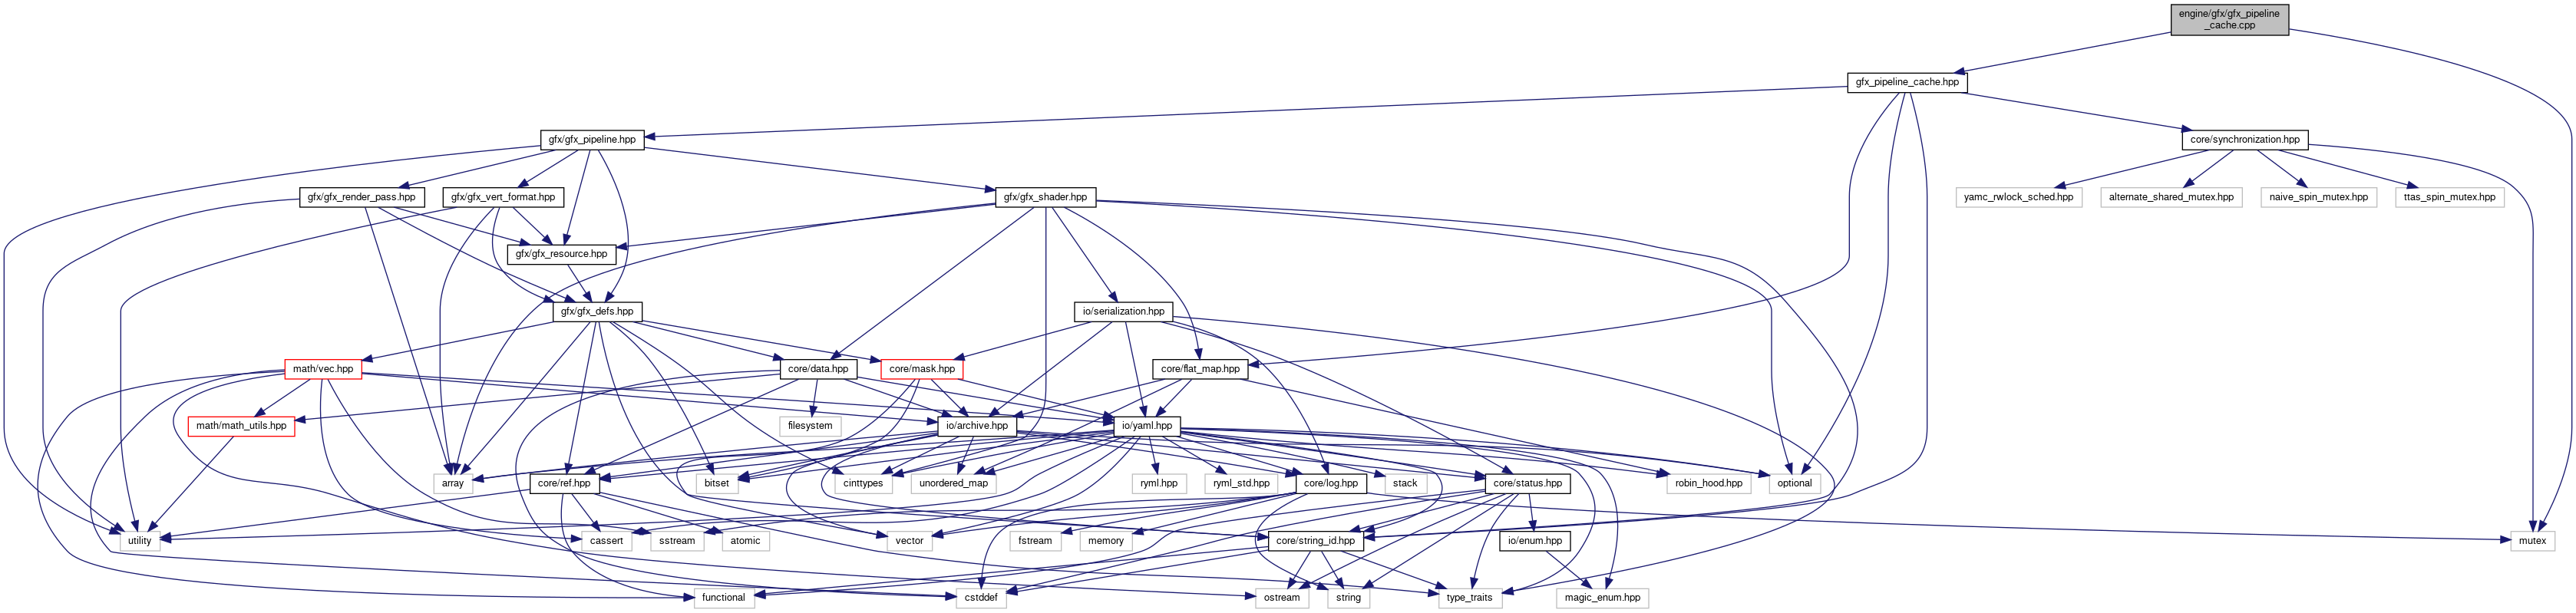 engine/gfx/gfx_pipeline
_cache.cpp
gfx_pipeline_cache.hpp
gfx/gfx_pipeline.hpp
core/synchronization.hpp
gfx/gfx_render_pass.hpp
gfx/gfx_vert_format.hpp
gfx/gfx_shader.hpp
yamc_rwlock_sched.hpp
alternate_shared_mutex.hpp
naive_spin_mutex.hpp
ttas_spin_mutex.hpp
gfx/gfx_resource.hpp
gfx/gfx_defs.hpp
io/serialization.hpp
math/vec.hpp
core/data.hpp
core/mask.hpp
core/flat_map.hpp
math/math_utils.hpp
filesystem
io/archive.hpp
io/yaml.hpp
array
core/ref.hpp
bitset
cinttypes
unordered_map
ryml.hpp
ryml_std.hpp
core/log.hpp
stack
core/status.hpp
robin_hood.hpp
optional
utility
cassert
sstream
atomic
vector
fstream
memory
core/string_id.hpp
io/enum.hpp
mutex
functional
cstddef
ostream
string
type_traits
magic_enum.hpp